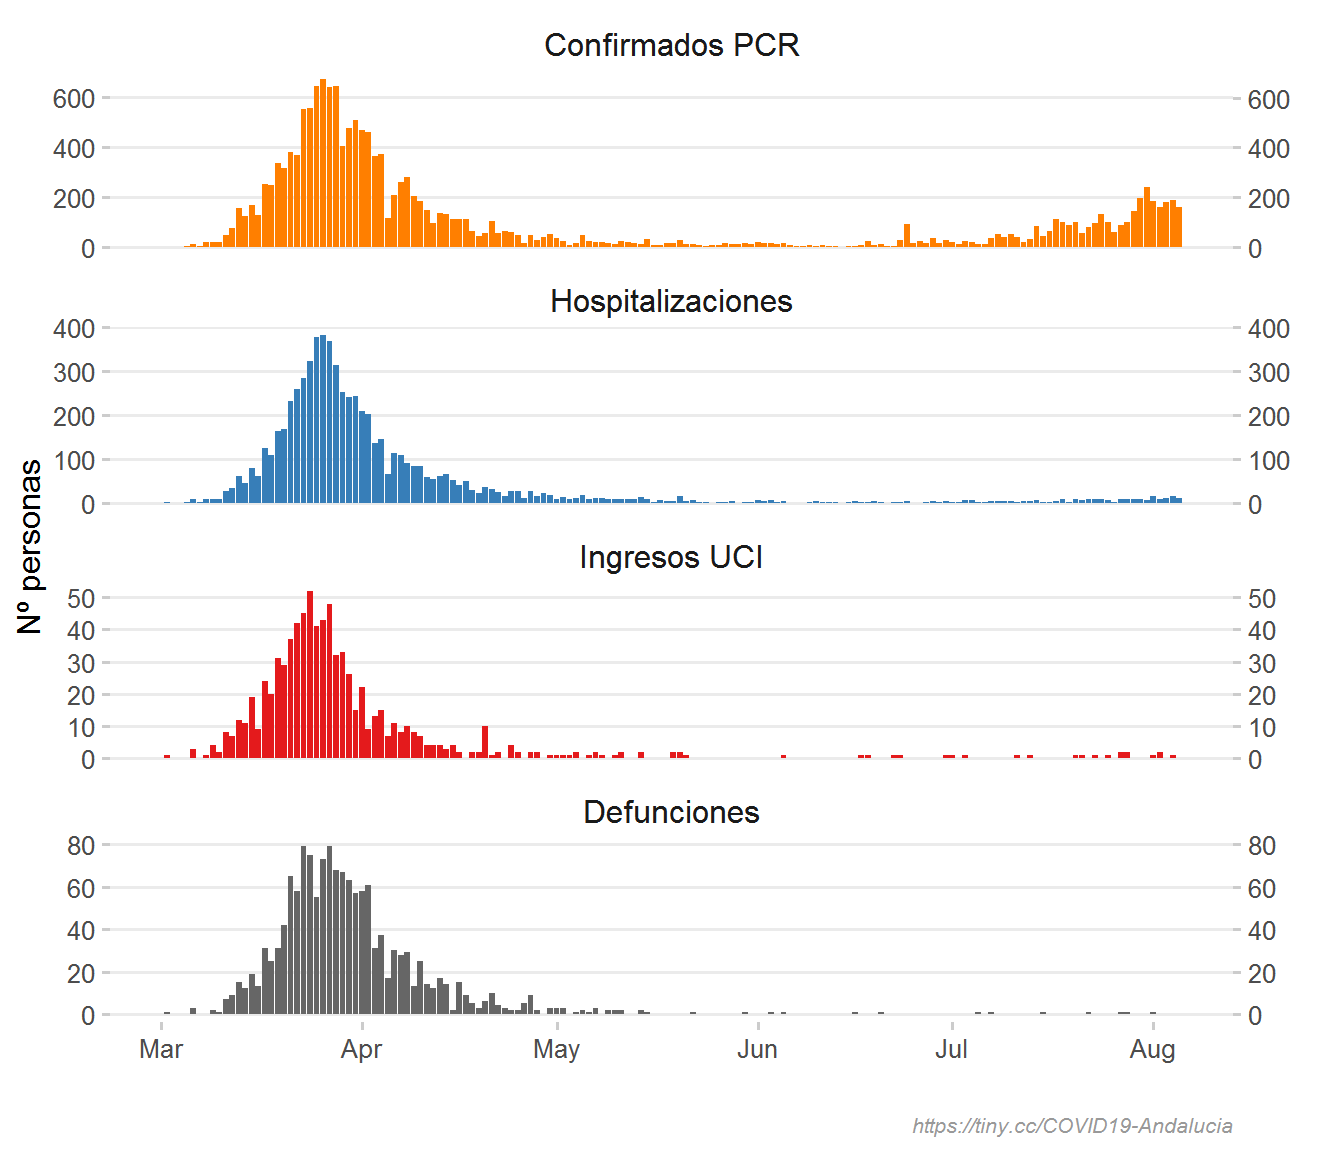 Confirmados PCR
600 600
400 400
200 200
0 0
Hospitalizaciones
400 400
300 300
200 200
100 100
0 0
Nº personas
Ingresos UCI
50 50
40 40
30 30
20 20
10 10
0 0
Defunciones
80 80
60 60
40 40
20 20
0 0
Mar Apr May Jun Jul Aug
https://tiny.cc/COVID19-Andalucia